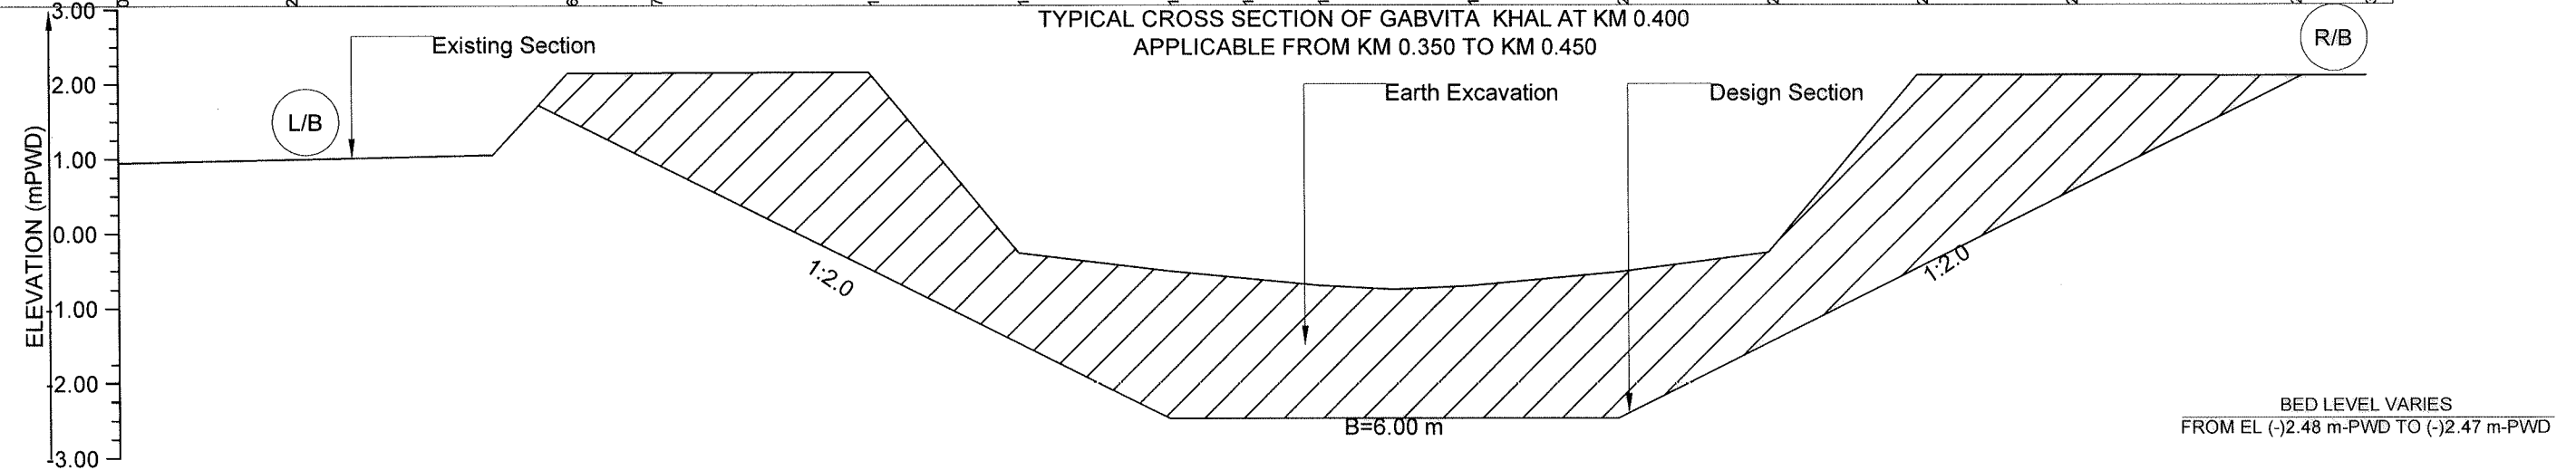 3.00
TYPICAL CROSS SECTION OF GABVITA KHAL AT KM 0.400
APPLICABLE FROM KM 0.350 TO KM 0.450
R/B
Existing Section
2.00
Earth Excavation
Design Section
L/B
1.00
ELEVATION (mPWD)
0.00
1:2.0
1:2.0
-1.00
-2.00
B=6.00 m
BED LEVEL VARIES
FROM EL (-)2.48 m-PWD TO (-)2.47 m-PWD
-3.00